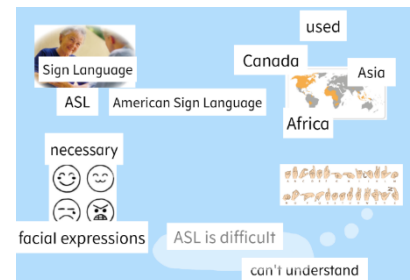 used
Canada
Sign Language
Asia
ASL
American Sign Language
Africa
necessary
facial expressions
ASL is difficult
can't understand